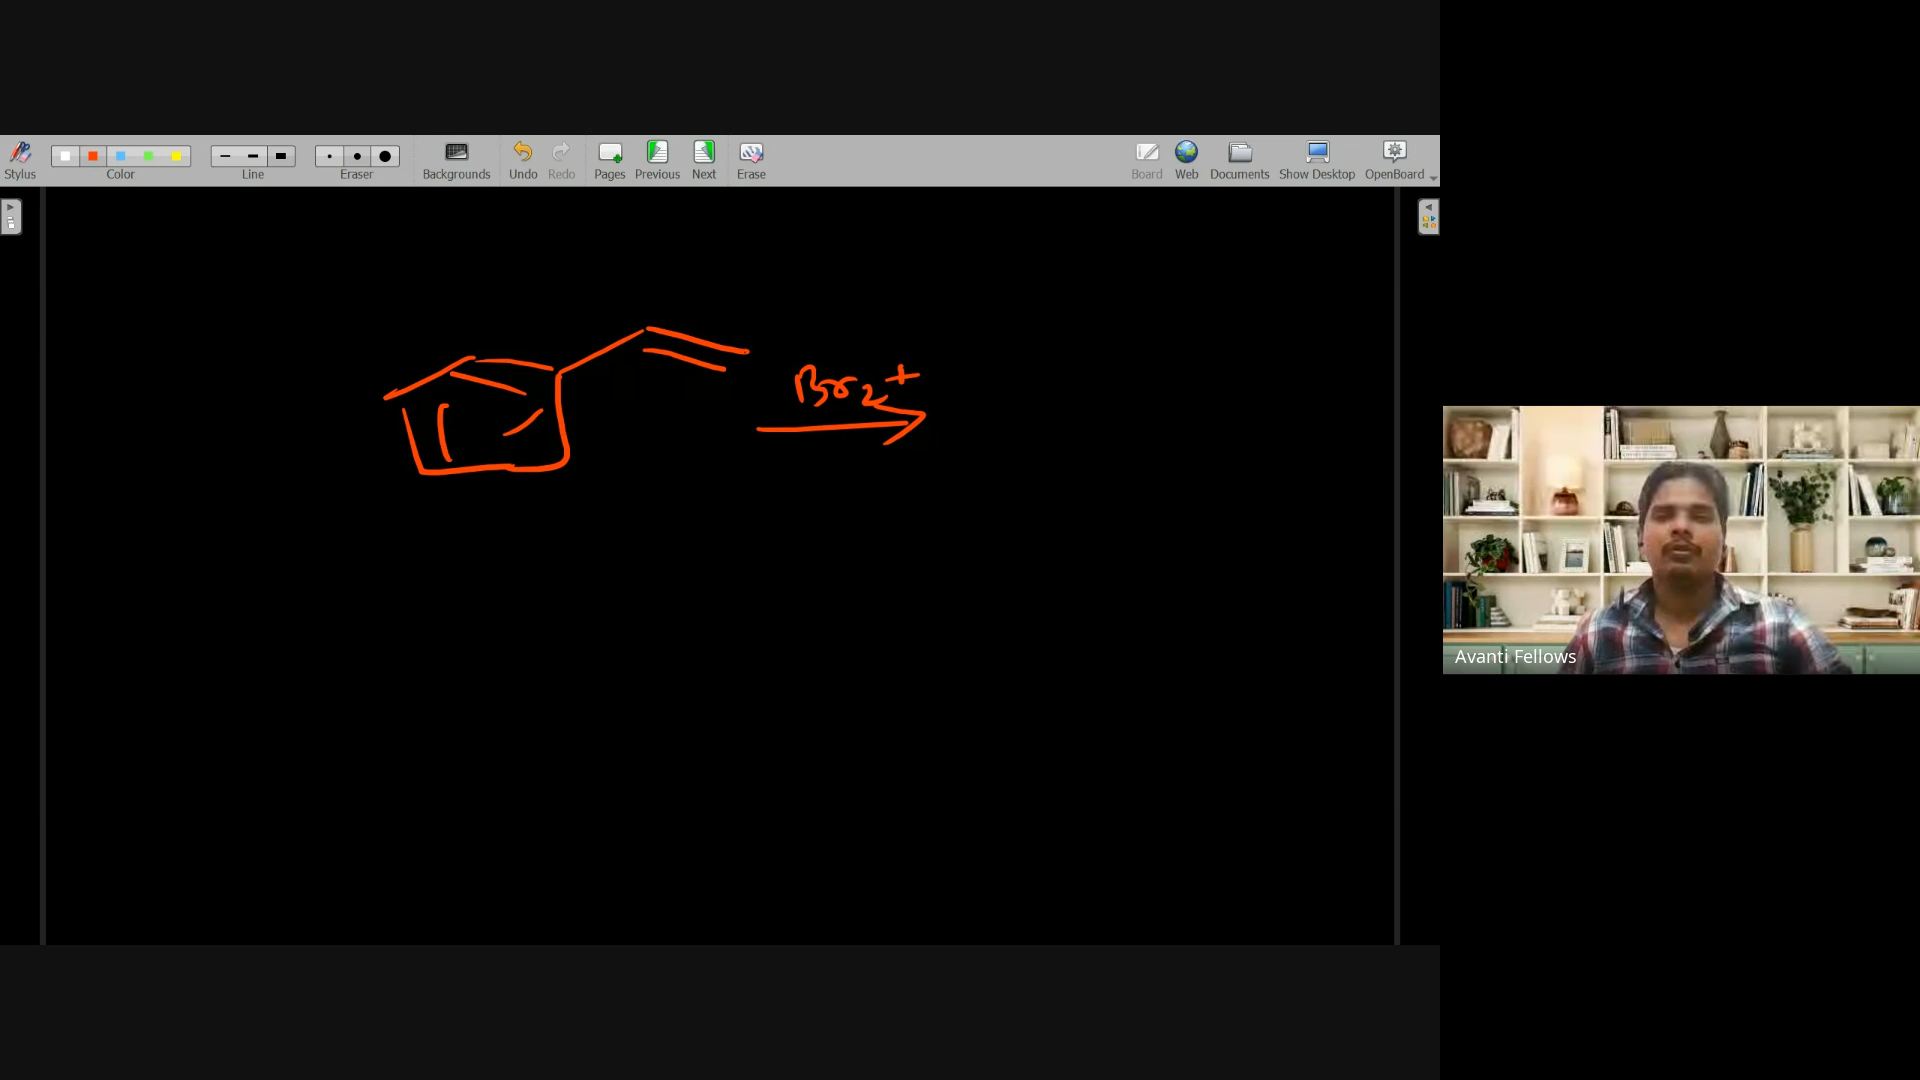 Stylus
Color
Line
Eraser
Backgrounds
Undo
Redo
Pages
Previous
Next
Erase
Board
Web
Documents
Show Desktop
OpenBoard
Br2+
Avanti Fellows